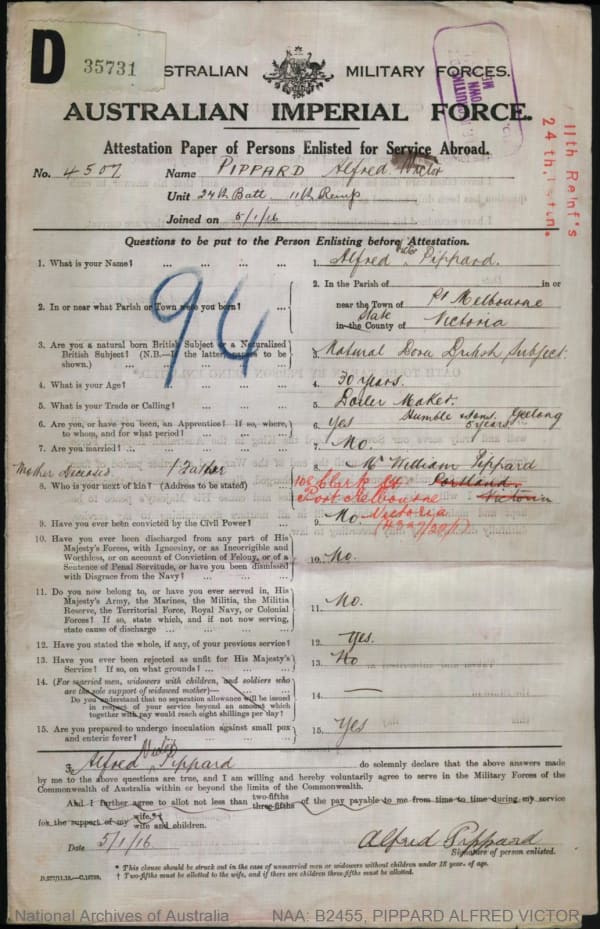 D
35731
AUSTRALIAN MILITARY FORCES.
AUSTRALIAN IMPERIAL FORCE.
11th Reinf's
24th
Attestation Paper of Persons Enlisted for Service Abroad.
No. 4507 Name PIPPARD Alfred Victor
Unit 24th Batt. 11th Reinfs
Joined on 5/1/16
Questions to be put to the Person Enlisting before Attestation.
1. What is your Name? ... ... ... ... 1. Alfred Victor Pippard.
2. In or near what Parish or Town were you born? ... 2. In the Parish of in or
near the Town of Pt Melbourne
in the County of State Victoria
94
3. Are you a natural born British Subject or a Naturalized
British Subject? (N.B.—If the latter, papers to be
shown.) ... ... ... 3. Natural Born British Subject.
4. What is your Age? ... ... ... ... 4. 30 years.
5. What is your Trade or Calling? ... ... ... 5. Boiler Maker.
6. Are you, or have you been, an Apprentice? If so, where,
to whom, and for what period? ... ... ... 6. Yes Humble & Sons. Geelong
5 years
7. Are you married? ... ... ... ... 7. No.
Mother Deceased / Father
8. Who is your next of kin? (Address to be stated) ... 8. Mr William Pippard
Portland
Victoria
108 Clark St
Port Melbourne
Victoria
9. Have you ever been convicted by the Civil Power? ... 9. No.
10. Have you ever been discharged from any part of His
Majesty's Forces, with Ignominy, or as Incorrigible and
Worthless, or on account of Conviction of Felony, or of a
Sentence of Penal Servitude, or have you been dismissed
with Disgrace from the Navy? ... ... ... 10. No.
11. Do you now belong to, or have you ever served in, His
Majesty's Army, the Marines, the Militia, the Militia
Reserve, the Territorial Force, Royal Navy, or Colonial
Forces? If so, state which, and if not now serving,
state cause of discharge ... ... ... 11. No.
12. Have you stated the whole, if any, of your previous service? 12. Yes.
13. Have you ever been rejected as unfit for His Majesty's
Service? If so, on what grounds? ... ... 13. No
14. (For married men, widowers with children, and soldiers who
are the sole support of widowed mother)—
Do you understand that no separation allowance will be issued
in respect of your service beyond an amount which
together with pay would reach eight shillings per day? 14. —
15. Are you prepared to undergo inoculation against small pox
and enteric fever? ... ... ... ... 15. Yes
I, Alfred Victor Pippard do solemnly declare that the above answers made
by me to the above questions are true, and I am willing and hereby voluntarily agree to serve in the Military Forces of the
Commonwealth of Australia within or beyond the limits of the Commonwealth.
And I further agree to allot not less than two-fifths three-fifths of the pay payable to me from time to time during my service
for the support of my wife.* wife and children.
Date 5/1/16 Alfred Pippard
Signature of person enlisted.
* This clause should be struck out in the case of unmarried men or widowers without children under 18 year. of age.
† Two-fifths must be allotted to the wife, and if there are children three-fifths must be allotted.
National Archives of Australia NAA: B2455, PIPPARD ALFRED VICTOR